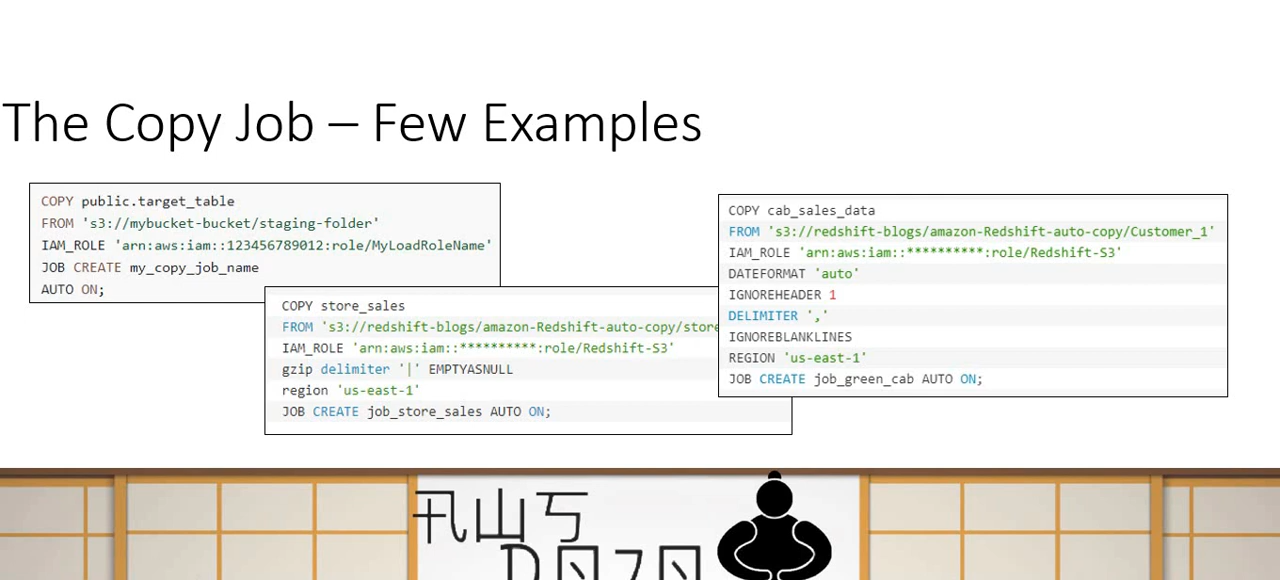 The Copy Job – Few Examples
COPY public.target_table
FROM 's3://mybucket-bucket/staging-folder'
IAM_ROLE 'arn:aws:iam::123456789012:role/MyLoadRoleName'
JOB CREATE my_copy_job_name
AUTO ON;
COPY store_sales
FROM 's3://redshift-blogs/amazon-Redshift-auto-copy/store
IAM_ROLE 'arn:aws:iam::**********:role/Redshift-S3'
gzip delimiter '|' EMPTYASNULL
region 'us-east-1'
JOB CREATE job_store_sales AUTO ON;
COPY cab_sales_data
FROM 's3://redshift-blogs/amazon-Redshift-auto-copy/Customer_1'
IAM_ROLE 'arn:aws:iam::**********:role/Redshift-S3'
DATEFORMAT 'auto'
IGNOREHEADER 1
DELIMITER ','
IGNOREBLANKLINES
REGION 'us-east-1'
JOB CREATE job_green_cab AUTO ON;